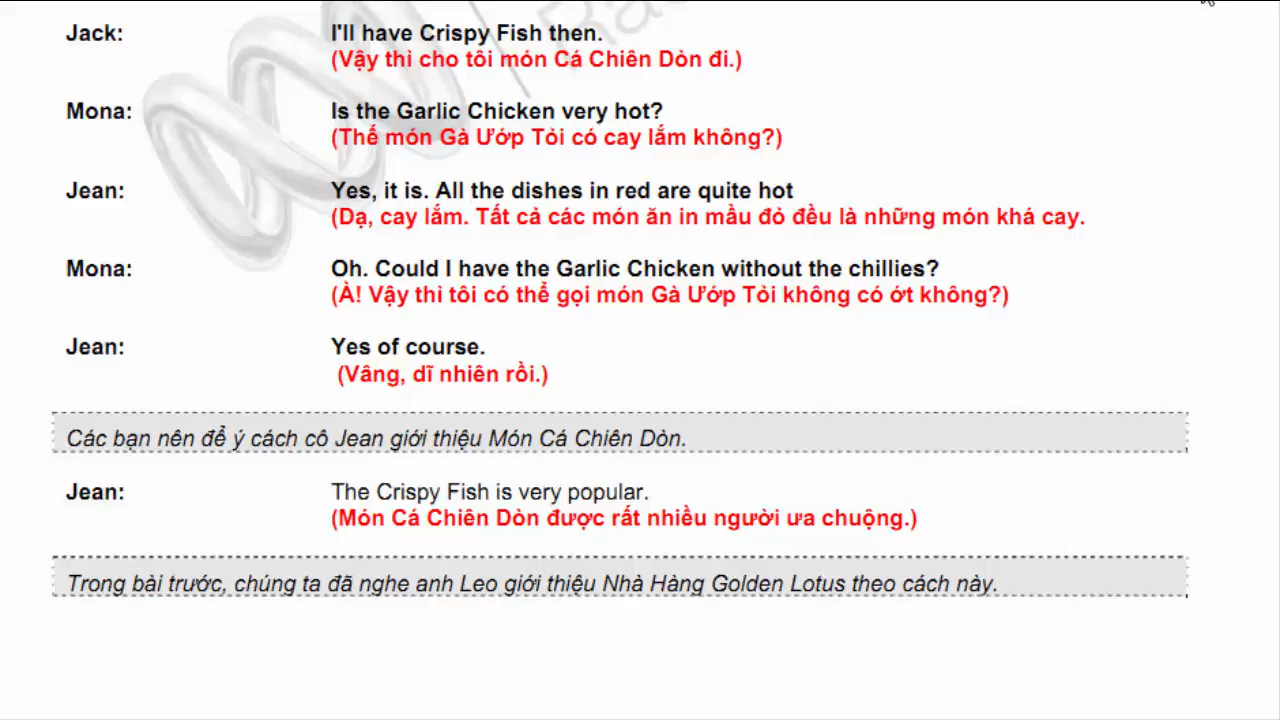 Jack: I'll have Crispy Fish then.
(Vậy thì cho tôi món Cá Chiên Dòn đi.)
Mona: Is the Garlic Chicken very hot?
(Thế món Gà Ướp Tỏi có cay lắm không?)
Jean: Yes, it is. All the dishes in red are quite hot
(Dạ, cay lắm. Tất cả các món ăn in mầu đỏ đều là những món khá cay.
Mona: Oh. Could I have the Garlic Chicken without the chillies?
(À! Vậy thì tôi có thể gọi món Gà Ướp Tỏi không có ớt không?)
Jean: Yes of course.
(Vâng, dĩ nhiên rồi.)
Các bạn nên để ý cách cô Jean giới thiệu Món Cá Chiên Dòn.
Jean: The Crispy Fish is very popular.
(Món Cá Chiên Dòn được rất nhiều người ưa chuộng.)
Trong bài trước, chúng ta đã nghe anh Leo giới thiệu Nhà Hàng Golden Lotus theo cách này.